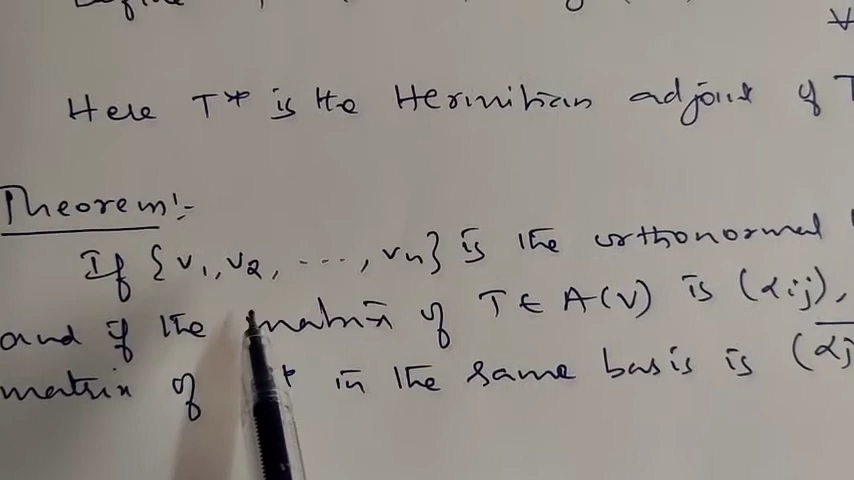 Here T* is the Hermitian adjoint of T
Theorem:-
If {v1, v2, ..., vn} is the orthonormal
and if the matrix of T ∈ A(V) is (αij),
matrix of * in the same basis is (αj